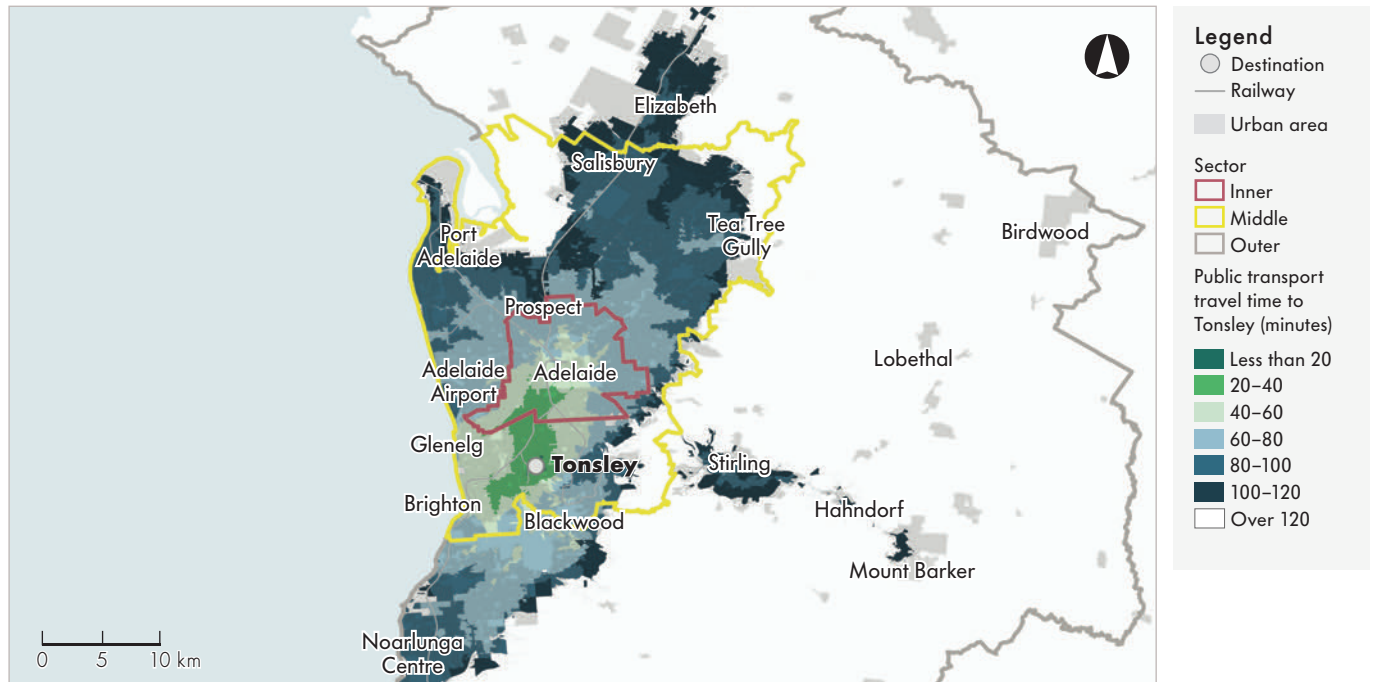 Elizabeth
Salisbury
Tea Tree
Gully
Birdwood
Port
Adelaide
Prospect
Lobethal
Adelaide
Airport
Adelaide
Glenelg
Tonsley
Stirling
Brighton
Blackwood
Hahndorf
Mount Barker
Noarlunga
Centre
0 5 10 km
Legend
Destination
Railway
Urban area
Sector
Inner
Middle
Outer
Public transport
travel time to
Tonsley (minutes)
Less than 20
20–40
40–60
60–80
80–100
100–120
Over 120